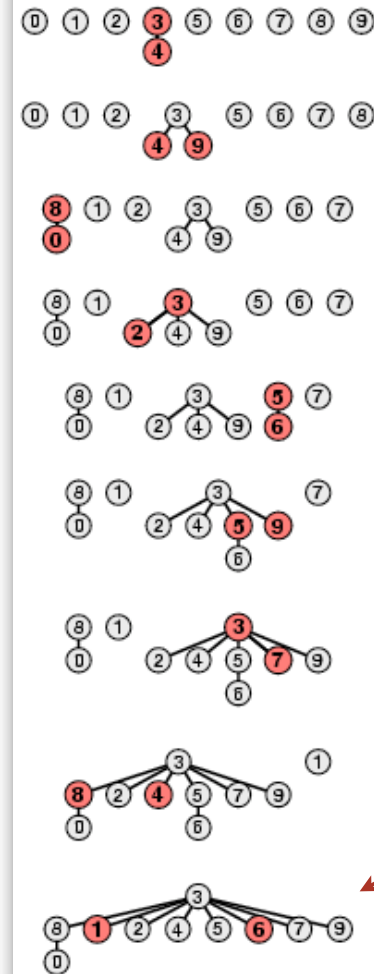 0 1 2 3 5 6 7 8 9
4
0 1 2 3 5 6 7 8
4 9
8 1 2 3 5 6 7
0 4 9
8 1 3 5 6 7
0 2 4 9
8 1 3 5 7
0 2 4 9 6
8 1 3 7
0 2 4 5 9
6
8 1 3
0 2 4 5 7 9
6
3 1
8 2 4 5 7 9
0 6
3
8 1 2 4 5 6 7 9
0